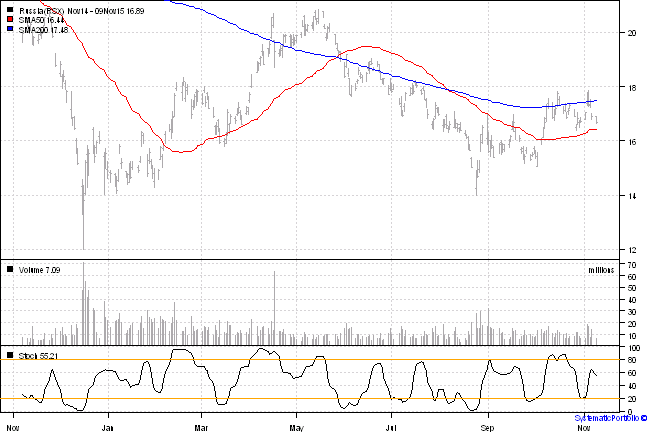 Russia(RSX) Nov14 - 09Nov15 16.89
SMA50 16.44
SMA200 17.48
20
18
16
14
12
Volume 7.09
millions
70
60
50
40
30
20
10
Stoch 55.21
100
80
60
40
20
0
Nov Jan Mar May Jul Sep Nov
SystematicPortfolio ©